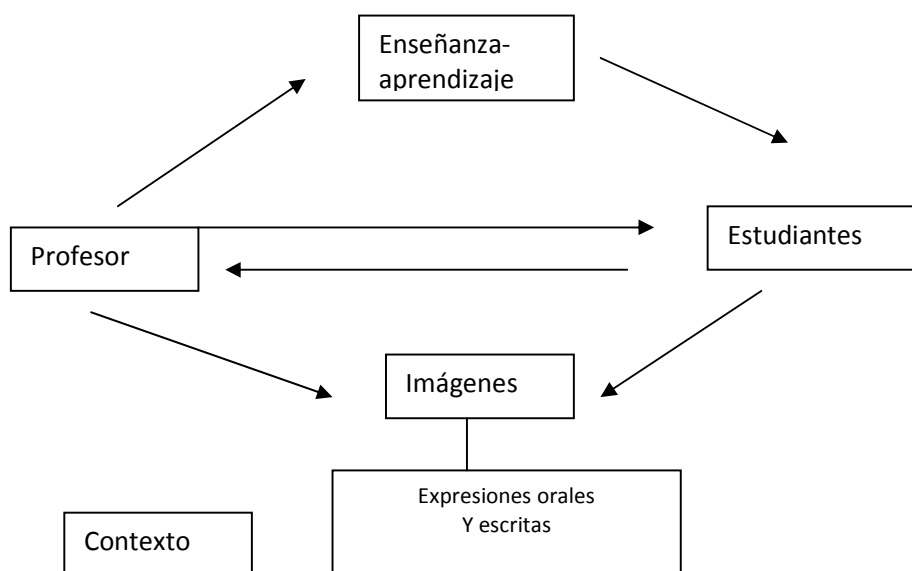 Enseñanza-
aprendizaje
Profesor
Estudiantes
Imágenes
Expresiones orales
Y escritas
Contexto